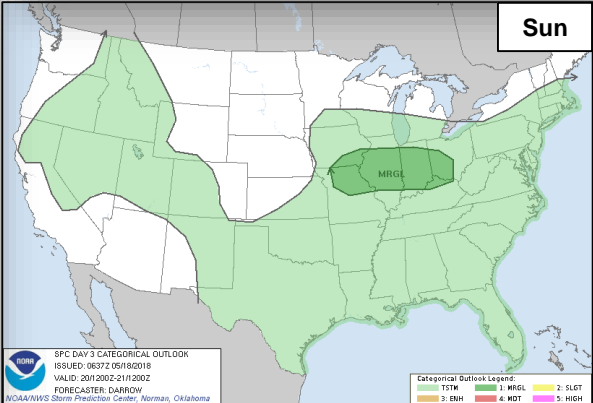 Sun
MRGL
NOAA
SPC DAY 3 CATEGORICAL OUTLOOK
ISSUED: 0637Z 05/18/2018
VALID: 20/1200Z-21/1200Z
FORECASTER: DARROW
NOAA/NWS Storm Prediction Center, Norman, Oklahoma
Categorical Outlook Legend:
TSTM 1: MRGL 2: SLGT
3: ENH 4: MDT 5: HIGH